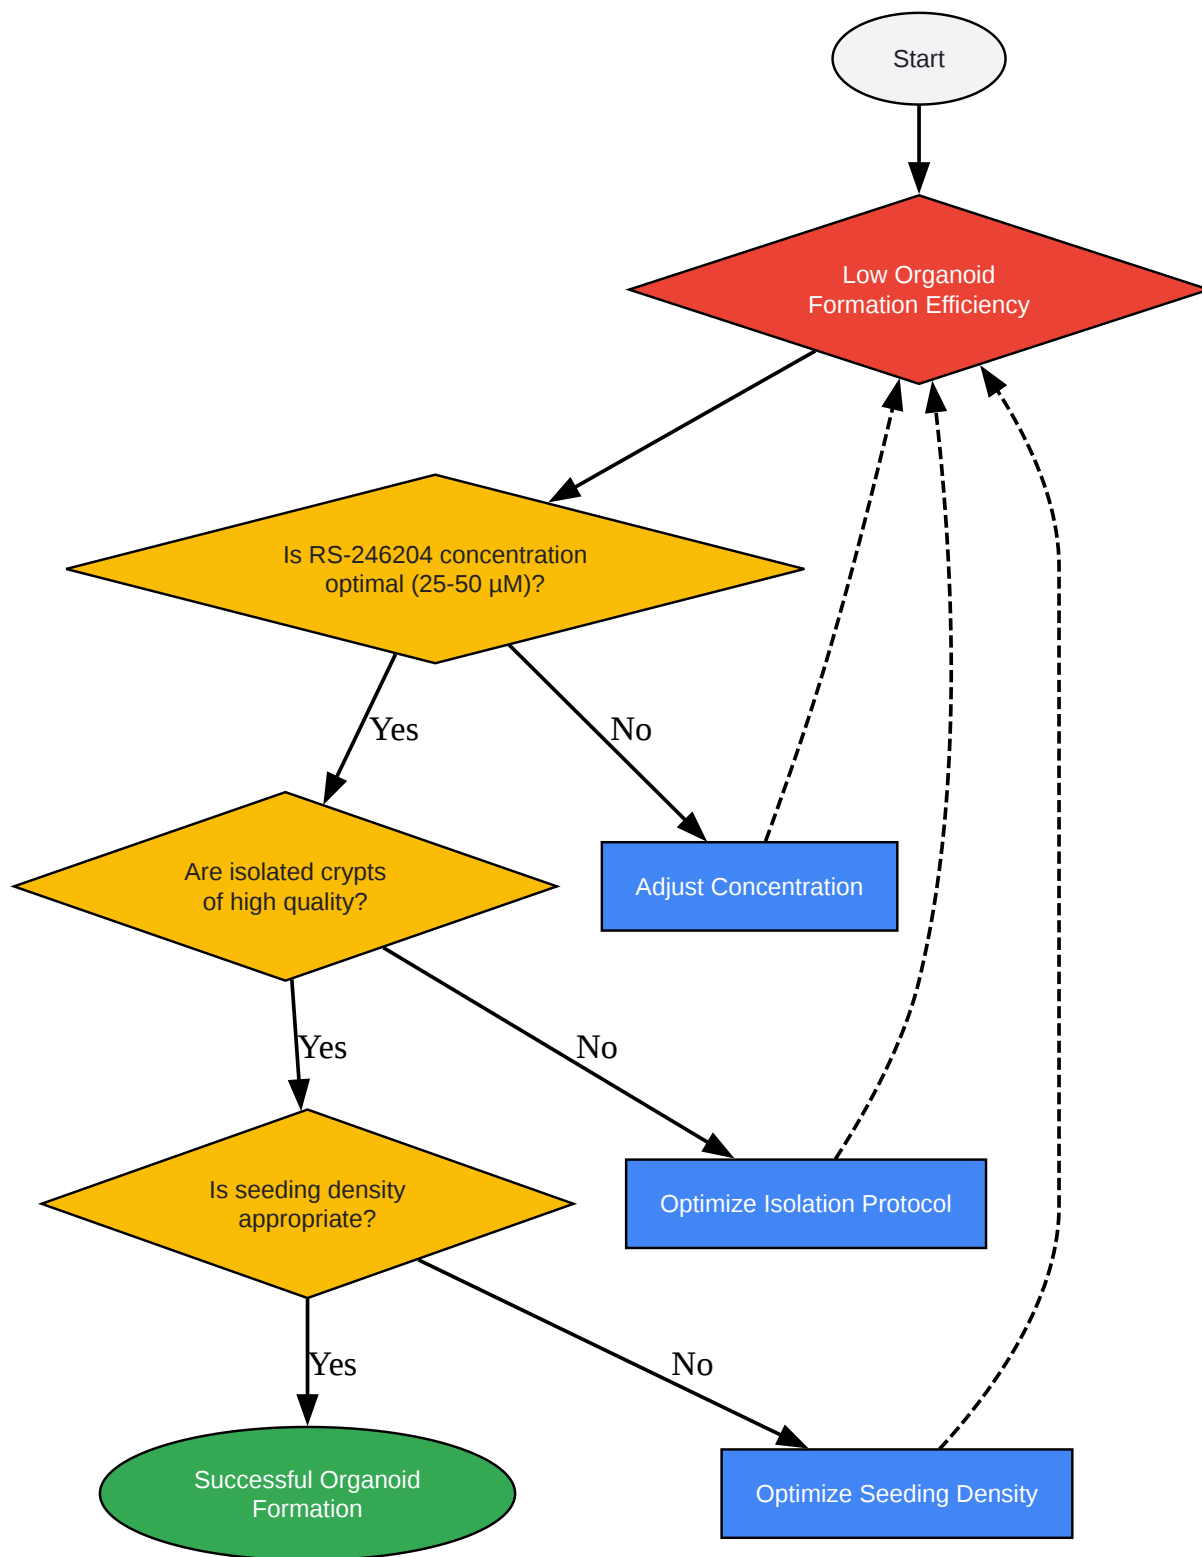 Start
Low Organoid
Formation Efficiency
Is RS-246204 concentration
optimal (25-50 µM)?
Yes
No
Are isolated crypts
of high quality?
Adjust Concentration
Yes
No
Is seeding density
appropriate?
Optimize Isolation Protocol
Yes
No
Successful Organoid
Formation
Optimize Seeding Density